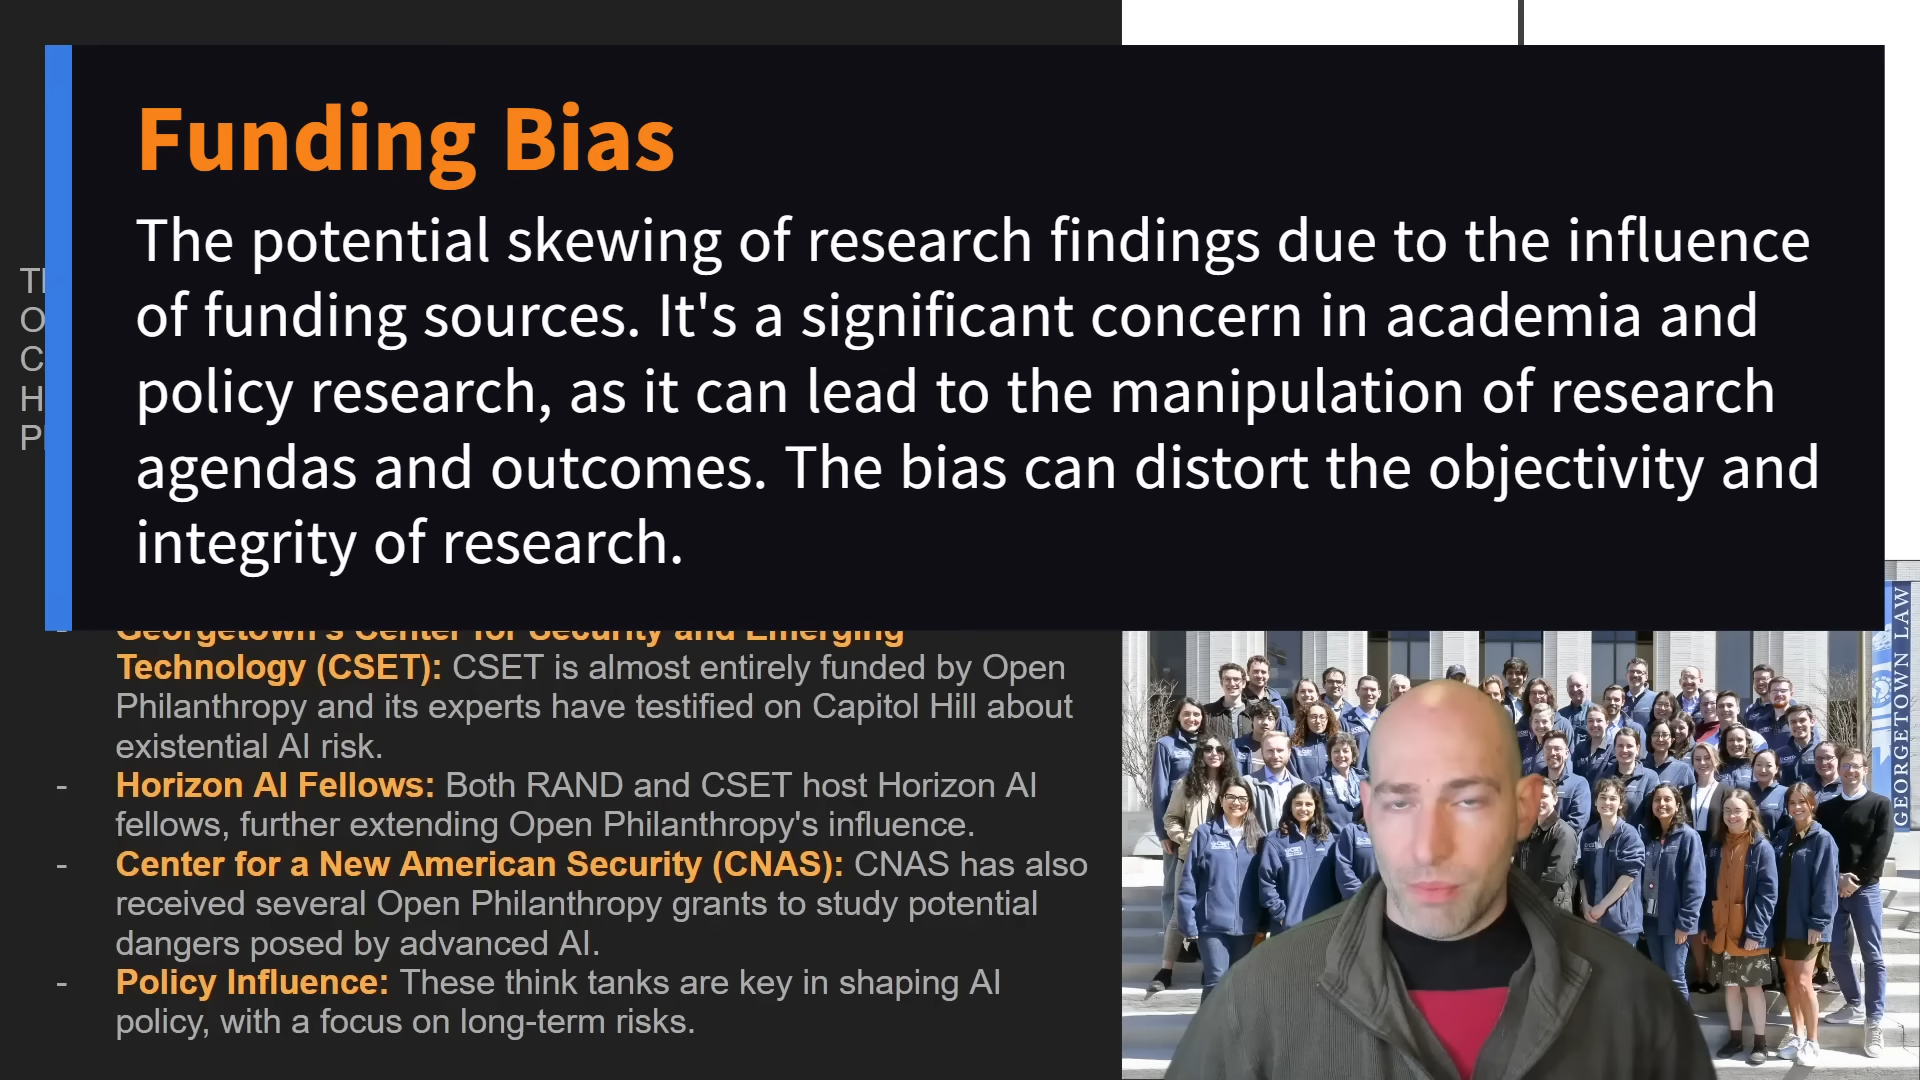 Funding Bias
The potential skewing of research findings due to the influence
of funding sources. It's a significant concern in academia and
policy research, as it can lead to the manipulation of research
agendas and outcomes. The bias can distort the objectivity and
integrity of research.
- Georgetown's Center for Security and Emerging
Technology (CSET): CSET is almost entirely funded by Open
Philanthropy and its experts have testified on Capitol Hill about
existential AI risk.
- Horizon AI Fellows: Both RAND and CSET host Horizon AI
fellows, further extending Open Philanthropy's influence.
- Center for a New American Security (CNAS): CNAS has also
received several Open Philanthropy grants to study potential
dangers posed by advanced AI.
- Policy Influence: These think tanks are key in shaping AI
policy, with a focus on long-term risks.
GEORGETOWN LAW